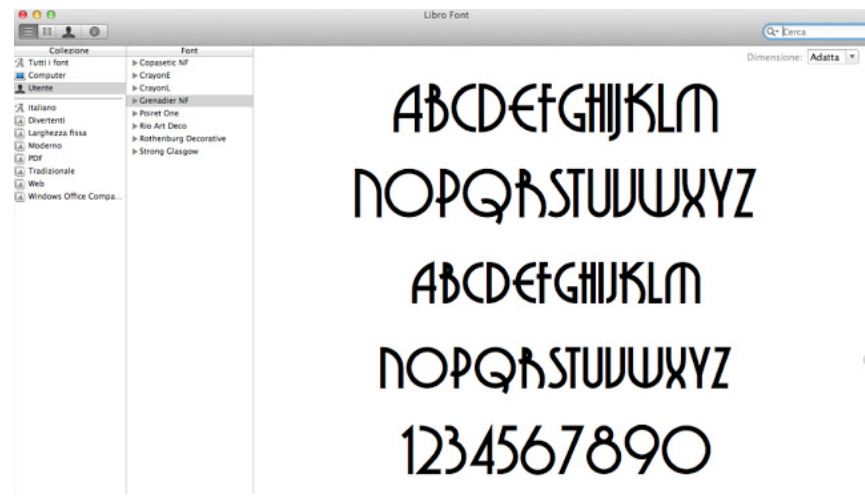 Libro Font
Cerca
Collezione
Tutti i font
Computer
Utente
Italiano
Divertenti
Larghezza fissa
Moderno
PDF
Tradizionale
Web
Windows Office Compa...
Font
Copasetic NF
CrayonE
CrayonL
Grenadier NF
Poiret One
Rio Art Deco
Rothenburg Decorative
Strong Glasgow
Dimensione: Adatta
ABCDEFGHIJKLM
NOPQRSTUVWXYZ
ABCDEFGHIJKLM
NOPQRSTUVWXYZ
1234567890